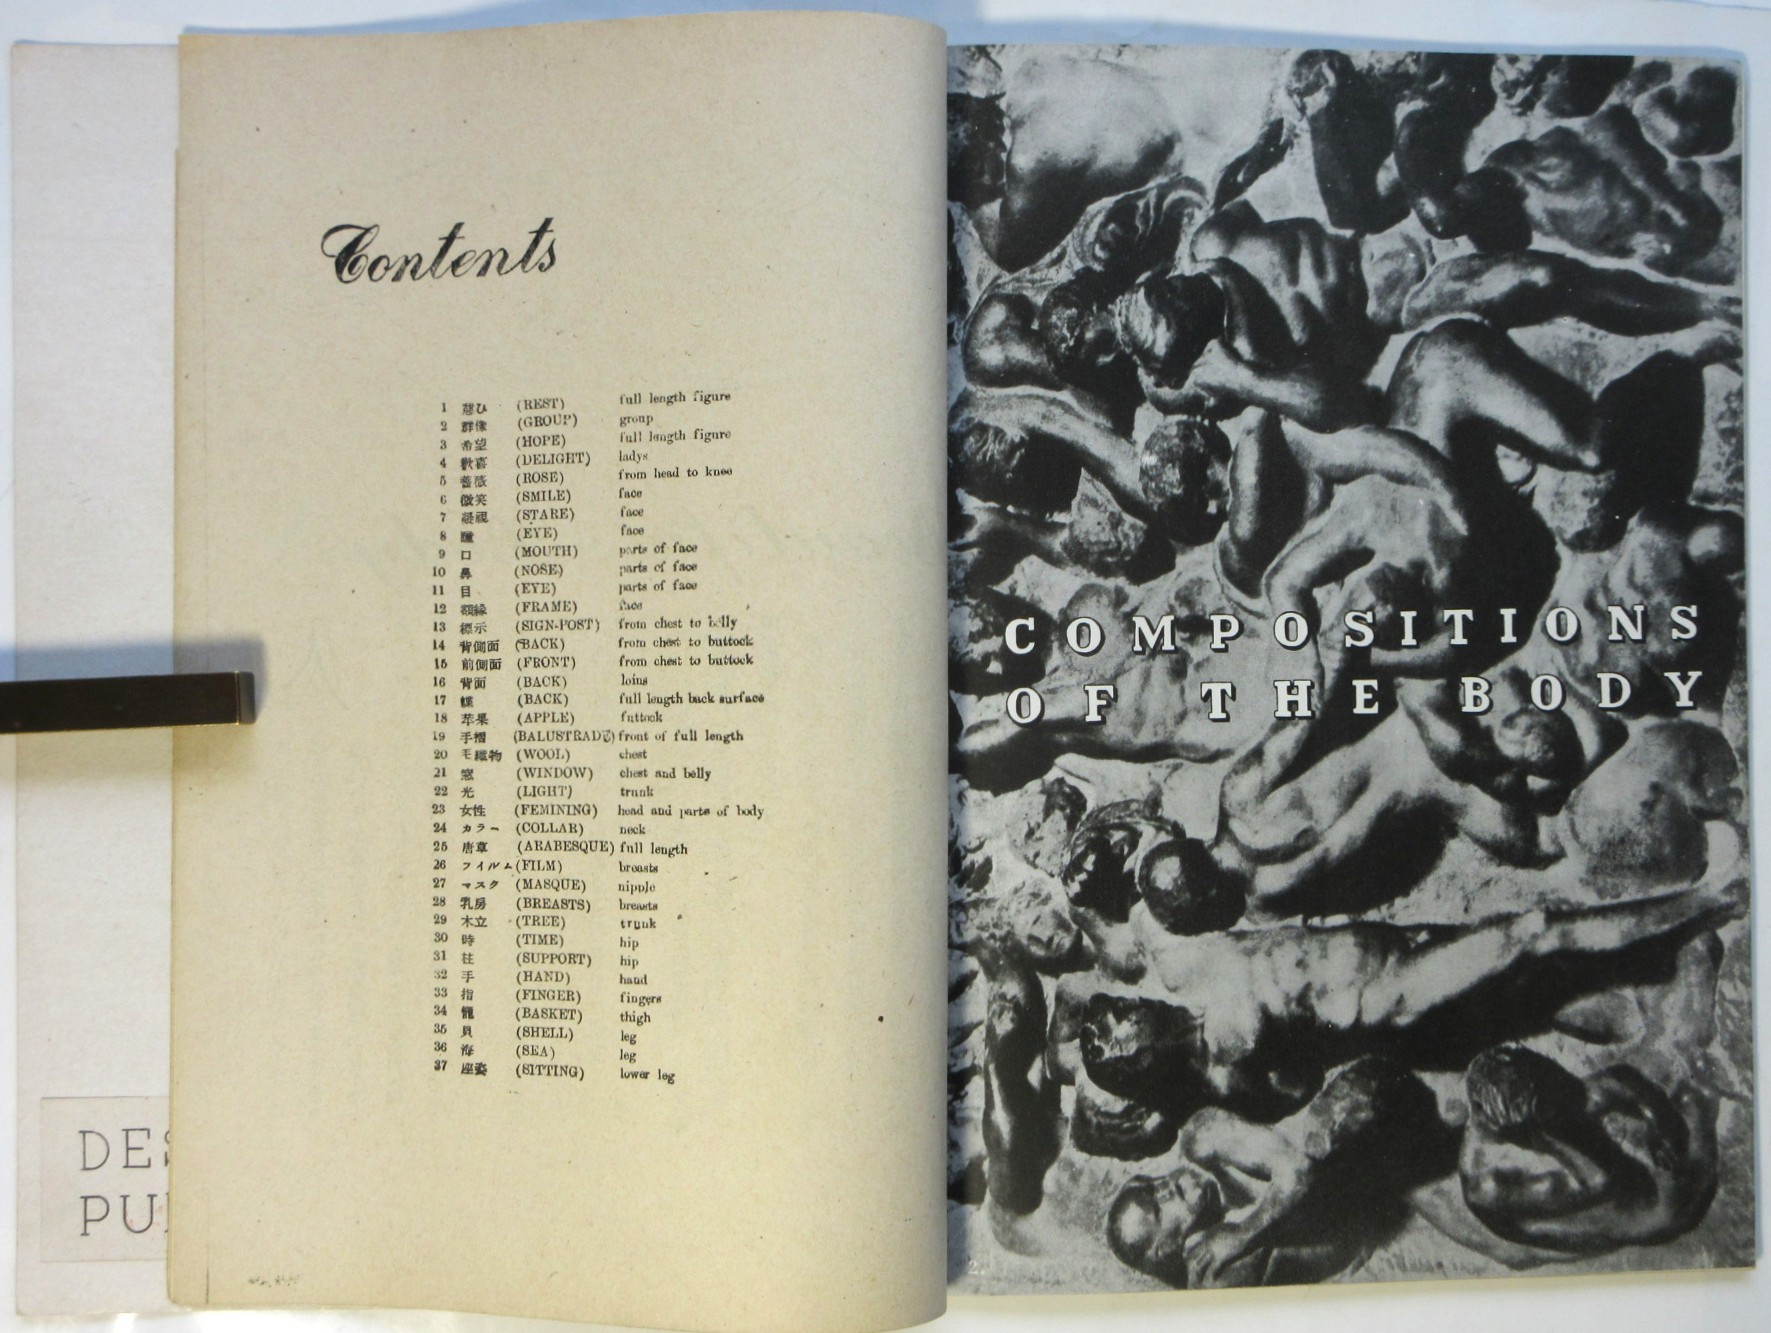 Contents
1 憩ひ (REST) full length figure
2 群像 (GROUP) group
3 希望 (HOPE) full length figure
4 歓喜 (DELIGHT) ladys
5 薔薇 (ROSE) from head to knee
6 微笑 (SMILE) face
7 凝視 (STARE) face
8 瞳 (EYE) face
9 口 (MOUTH) parts of face
10 鼻 (NOSE) parts of face
11 目 (EYE) parts of face
12 額縁 (FRAME) face
13 標示 (SIGN-POST) from chest to belly
14 背側面 (BACK) from chest to buttock
15 前側面 (FRONT) from chest to buttock
16 背面 (BACK) loins
17 (BACK) full length back surface
18 苹果 (APPLE) futtock
19 手摺 (BALUSTRADE) front of full length
20 毛織物 (WOOL) chest
21 窓 (WINDOW) chest and belly
22 光 (LIGHT) trunk
23 女性 (FEMINING) head and parts of body
24 カラー (COLLAR) neck
25 唐草 (ARABESQUE) full length
26 フイルム (FILM) breasts
27 マスク (MASQUE) nipple
28 乳房 (BREASTS) breasts
29 木立 (TREE) trunk
30 時 (TIME) hip
31 柱 (SUPPORT) hip
32 手 (HAND) hand
33 指 (FINGER) fingers
34 籠 (BASKET) thigh
35 貝 (SHELL) leg
36 海 (SEA) leg
37 座姿 (SITTING) lower leg
DES
PU
COMPOSITIONS
OF THE BODY
2